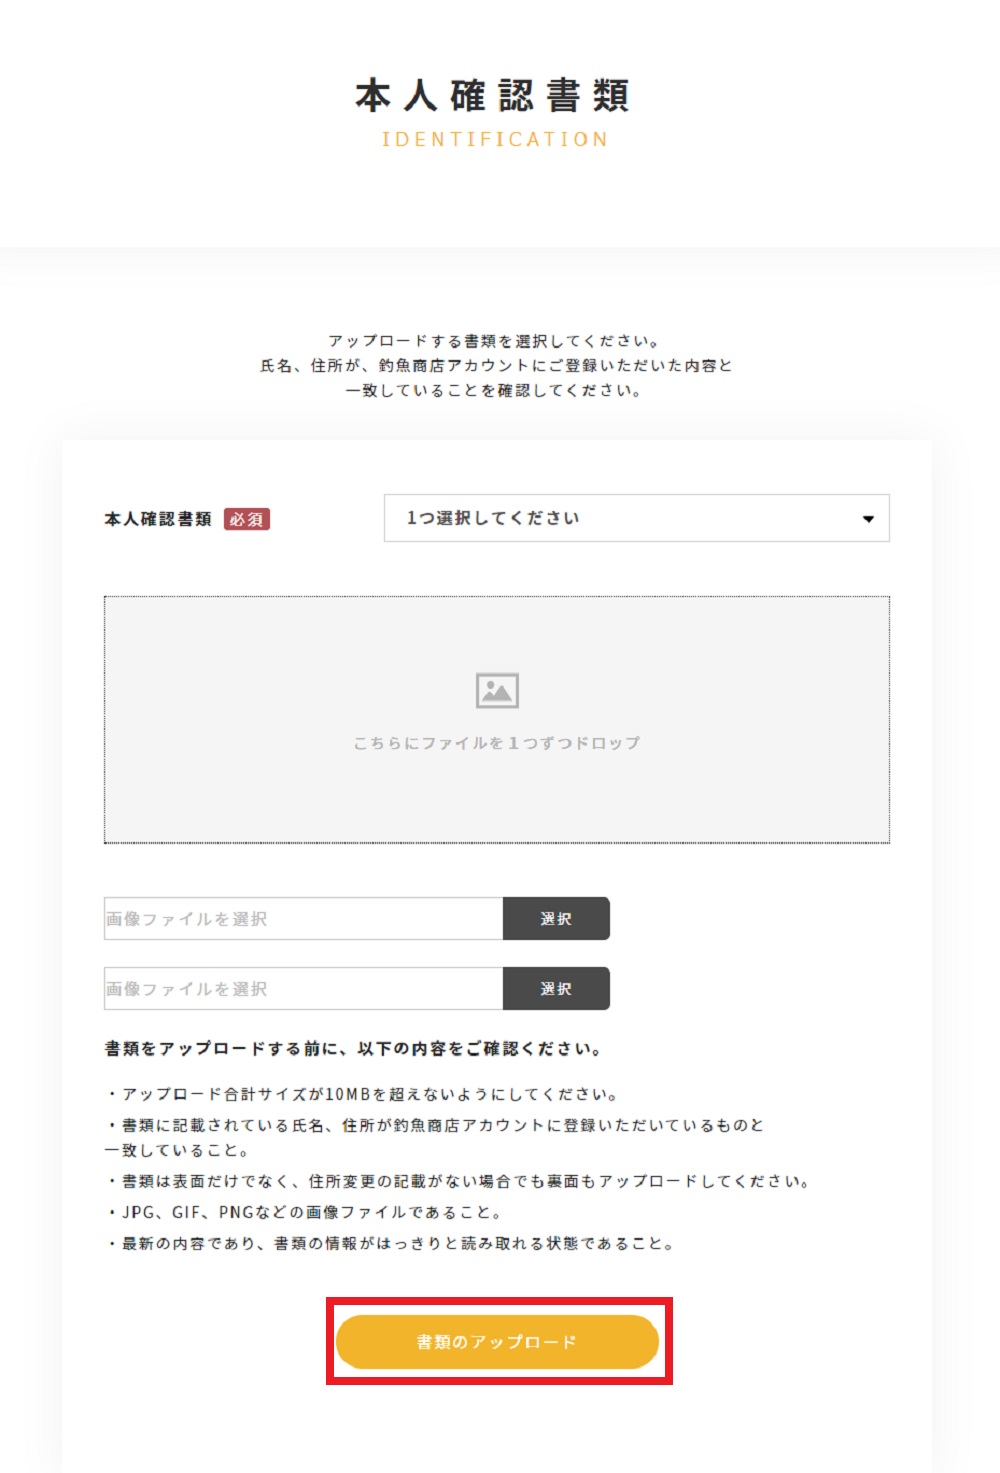 本人確認書類
IDENTIFICATION
アップロードする書類を選択してください。
氏名、住所が、釣魚商店アカウントにご登録いただいた内容と
一致していることを確認してください。
本人確認書類 必須 1つ選択してください
こちらにファイルを１つずつドロップ
画像ファイルを選択 選択
画像ファイルを選択 選択
書類をアップロードする前に、以下の内容をご確認ください。
・アップロード合計サイズが10MBを超えないようにしてください。
・書類に記載されている氏名、住所が釣魚商店アカウントに登録いただいているものと
一致していること。
・書類は表面だけでなく、住所変更の記載がない場合でも裏面もアップロードしてください。
・JPG、GIF、PNGなどの画像ファイルであること。
・最新の内容であり、書類の情報がはっきりと読み取れる状態であること。
書類のアップロード